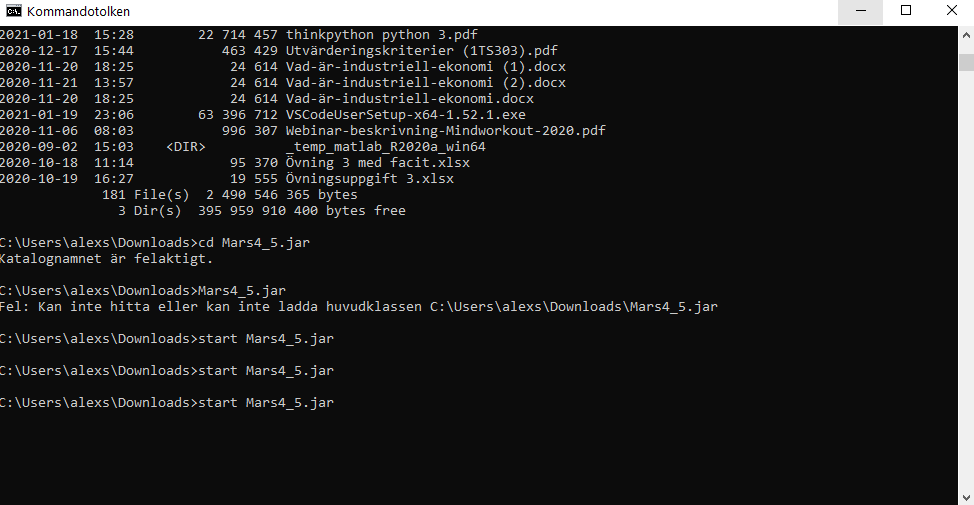 Kommandotolken
2021-01-18 15:28 22 714 457 thinkpython python 3.pdf
2020-12-17 15:44 463 429 Utvärderingskriterier (1TS303).pdf
2020-11-20 18:25 24 614 Vad-är-industriell-ekonomi (1).docx
2020-11-21 13:57 24 614 Vad-är-industriell-ekonomi (2).docx
2020-11-20 18:25 24 614 Vad-är-industriell-ekonomi.docx
2021-01-19 23:06 63 396 712 VSCodeUserSetup-x64-1.52.1.exe
2020-11-06 08:03 996 307 Webinar-beskrivning-Mindworkout-2020.pdf
2020-09-02 15:03 <DIR> _temp_matlab_R2020a_win64
2020-10-18 11:14 95 370 Övning 3 med facit.xlsx
2020-10-19 16:27 19 555 Övningsuppgift 3.xlsx
181 File(s) 2 490 546 365 bytes
3 Dir(s) 395 959 910 400 bytes free
C:\Users\alexs\Downloads>cd Mars4_5.jar
Katalognamnet är felaktigt.
C:\Users\alexs\Downloads>Mars4_5.jar
Fel: Kan inte hitta eller kan inte ladda huvudklassen C:\Users\alexs\Downloads\Mars4_5.jar
C:\Users\alexs\Downloads>start Mars4_5.jar
C:\Users\alexs\Downloads>start Mars4_5.jar
C:\Users\alexs\Downloads>start Mars4_5.jar